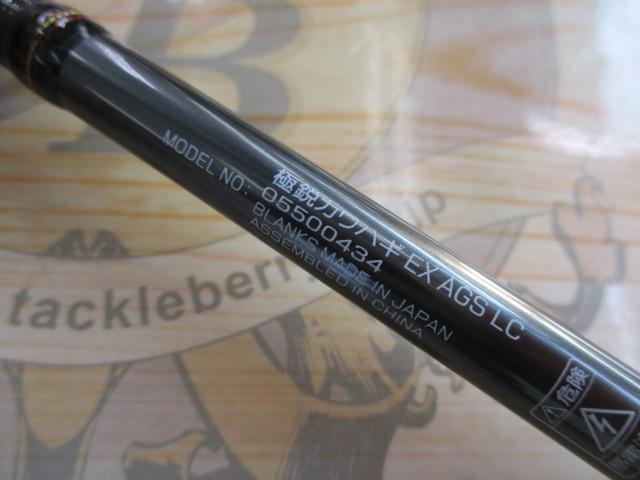 極鋭カワハギ EX AGS LC
MODEL NO: 05500434
BLANKS MADE IN JAPAN
ASSEMBLED IN CHINA
危険
B
tackleberry
jp